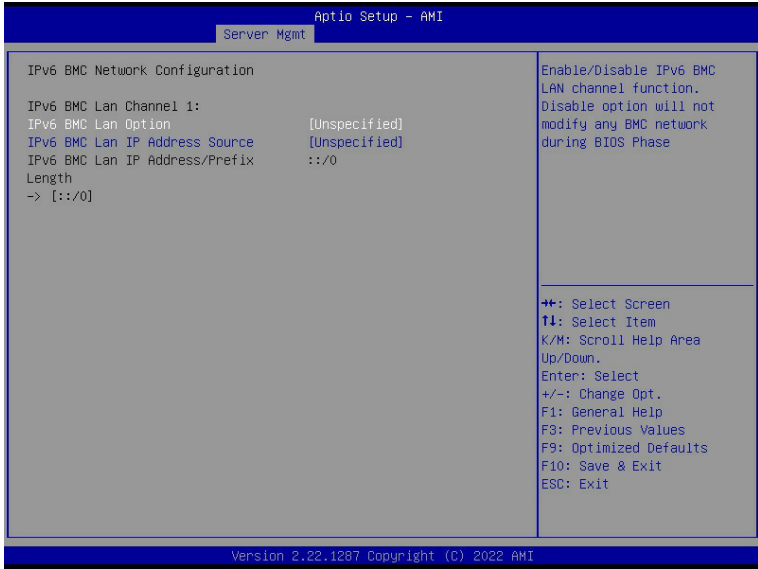 Aptio Setup – AMI
Server Mgmt
IPv6 BMC Network Configuration
IPv6 BMC Lan Channel 1:
IPv6 BMC Lan Option [Unspecified]
IPv6 BMC Lan IP Address Source [Unspecified]
IPv6 BMC Lan IP Address/Prefix ::/0
Length
-> [::/0]
Enable/Disable IPv6 BMC
LAN channel function.
Disable option will not
modify any BMC network
during BIOS Phase
→←: Select Screen
↑↓: Select Item
K/M: Scroll Help Area
Up/Down.
Enter: Select
+/-: Change Opt.
F1: General Help
F3: Previous Values
F9: Optimized Defaults
F10: Save & Exit
ESC: Exit
Version 2.22.1287 Copyright (C) 2022 AMI